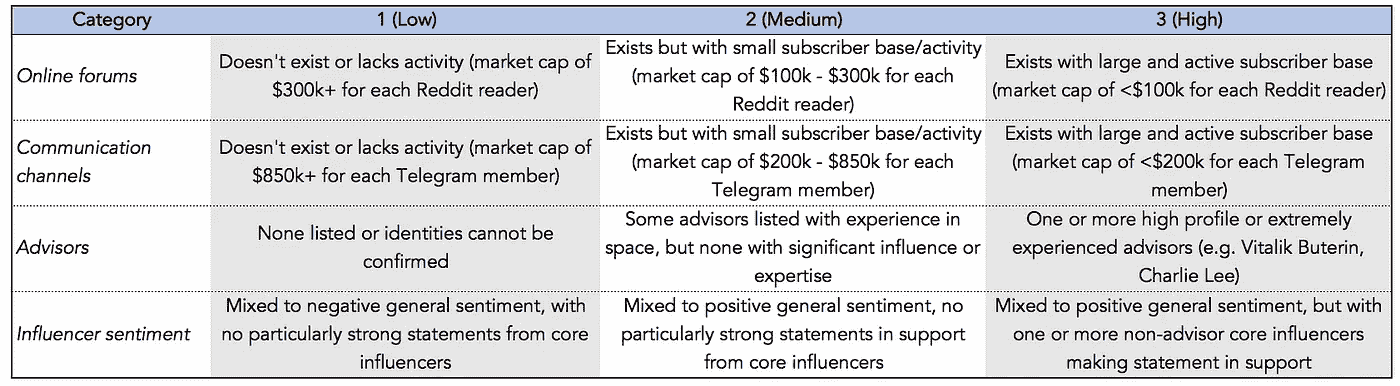 Category 1 (Low) 2 (Medium) 3 (High)
Online forums
Doesn't exist or lacks activity (market cap of
$300k+ for each Reddit reader)
Exists but with small subscriber base/activity
(market cap of $100k - $300k for each
Reddit reader)
Exists with large and active subscriber base
(market cap of <$100k for each Reddit reader)
Communication
channels
Doesn't exist or lacks activity (market cap of
$850k+ for each Telegram member)
Exists but with small subscriber base/activity
(market cap of $200k - $850k for each
Telegram member)
Exists with large and active subscriber base
(market cap of <$200k for each Telegram
member)
Advisors
None listed or identities cannot be
confirmed
Some advisors listed with experience in
space, but none with significant influence or
expertise
One or more high profile or extremely
experienced advisors (e.g. Vitalik Buterin,
Charlie Lee)
Influencer sentiment
Mixed to negative general sentiment, with
no particularly strong statements from core
influencers
Mixed to positive general sentiment, no
particularly strong statements in support
from core influencers
Mixed to positive general sentiment, but with
one or more non-advisor core influencers
making statement in support